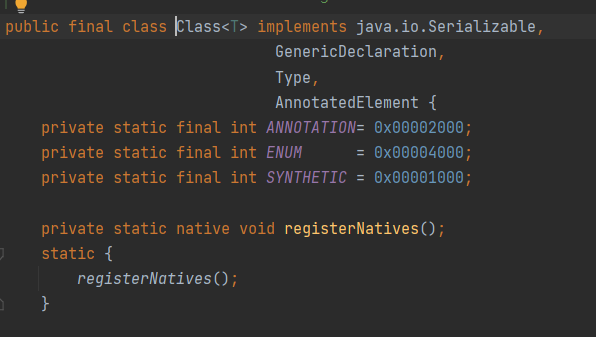 public final class Class<T> implements java.io.Serializable,
                              GenericDeclaration,
                              Type,
                              AnnotatedElement {
    private static final int ANNOTATION= 0x00002000;
    private static final int ENUM      = 0x00004000;
    private static final int SYNTHETIC = 0x00001000;

    private static native void registerNatives();
    static {
        registerNatives();
    }